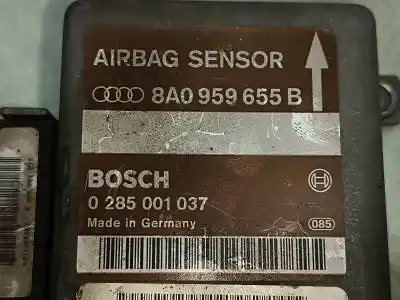 AIRBAG SENSOR
8A0 959 655 B
BOSCH
0 285 001 037
Made in Germany
085